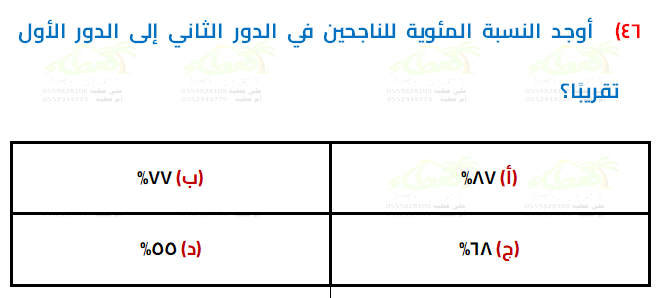 ٤٦) أوجد النسبة المئوية للناجحين في الدور الثاني إلى الدور الأول
تقريبًا؟
(أ) ٨٧%
(ب) ٧٧%
(ج) ٦٨%
(د) ٥٥%